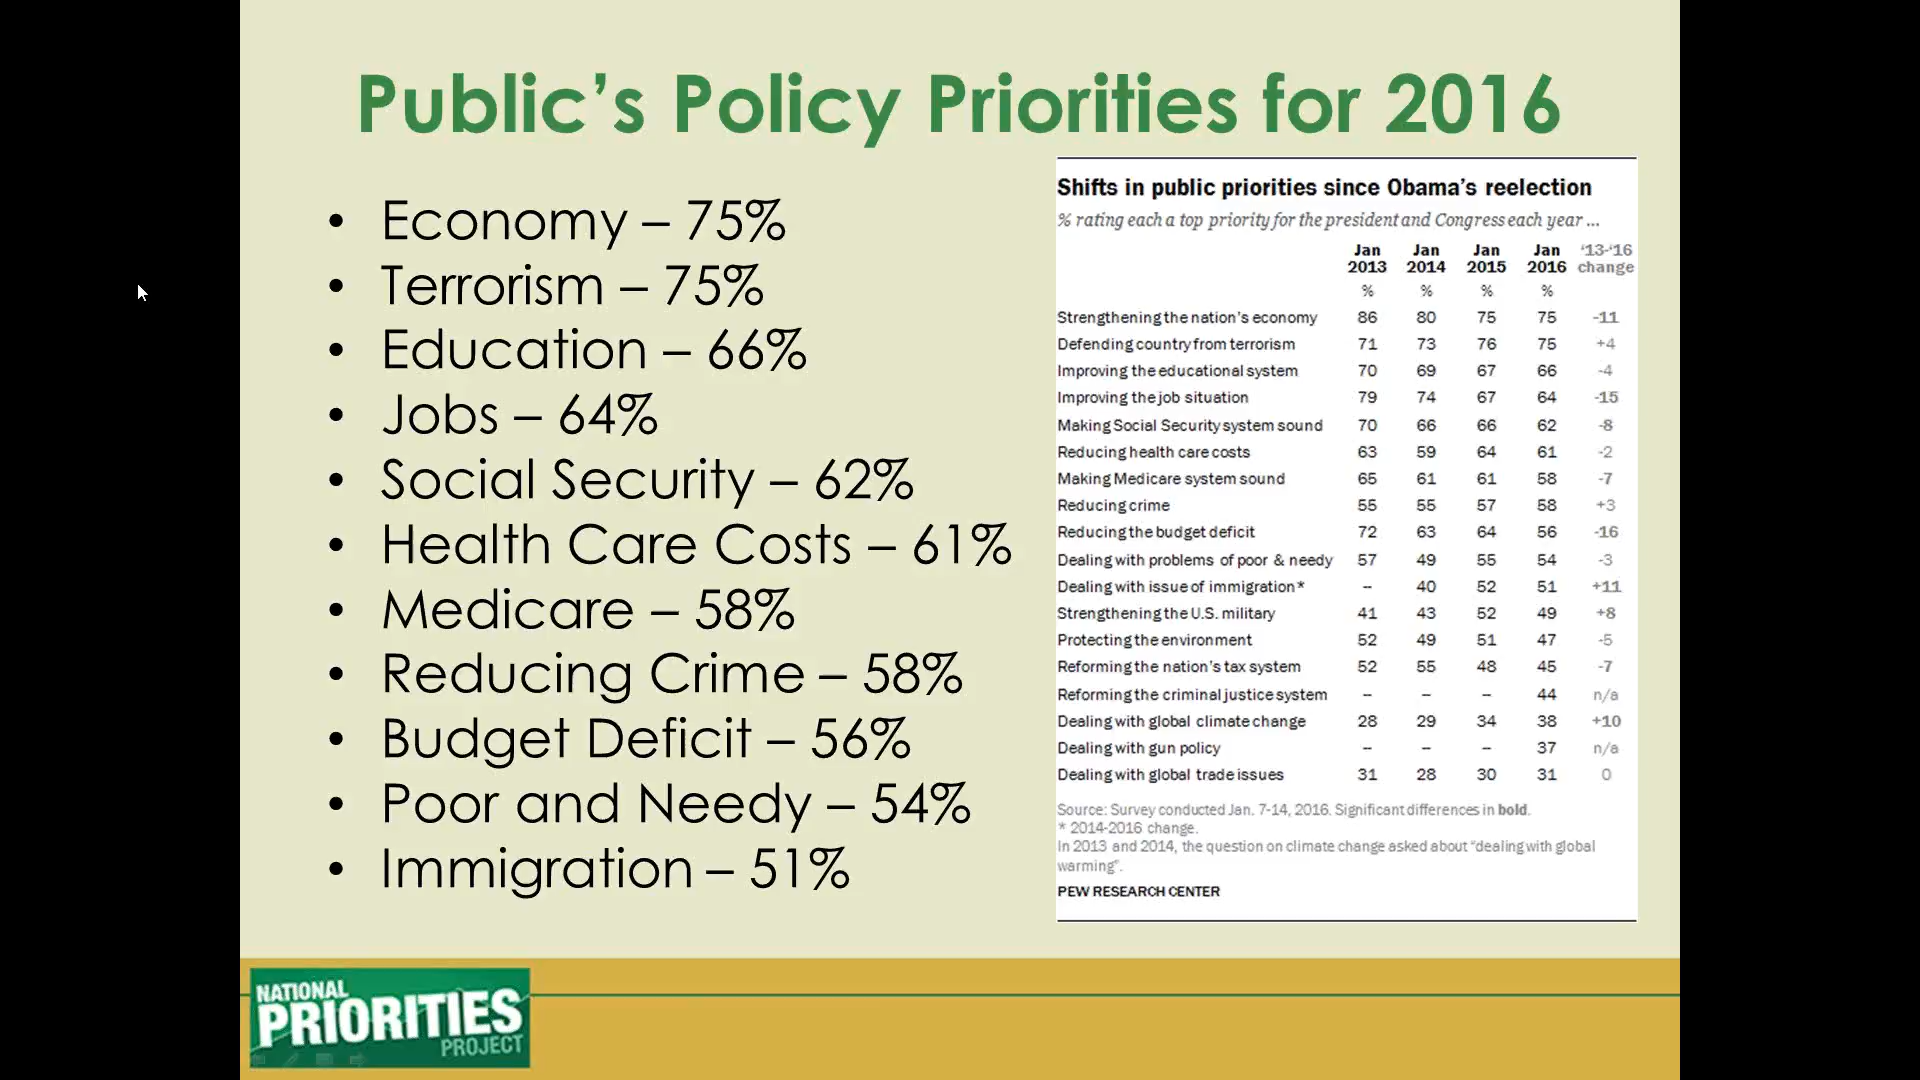 Public’s Policy Priorities for 2016
• Economy – 75%
• Terrorism – 75%
• Education – 66%
• Jobs – 64%
• Social Security – 62%
• Health Care Costs – 61%
• Medicare – 58%
• Reducing Crime – 58%
• Budget Deficit – 56%
• Poor and Needy – 54%
• Immigration – 51%
Shifts in public priorities since Obama’s reelection
% rating each a top priority for the president and Congress each year ...
Jan Jan Jan Jan ‘13-‘16
2013 2014 2015 2016 change
% % % %
Strengthening the nation’s economy 86 80 75 75 -11
Defending country from terrorism 71 73 76 75 +4
Improving the educational system 70 69 67 66 -4
Improving the job situation 79 74 67 64 -15
Making Social Security system sound 70 66 66 62 -8
Reducing health care costs 63 59 64 61 -2
Making Medicare system sound 65 61 61 58 -7
Reducing crime 55 55 57 58 +3
Reducing the budget deficit 72 63 64 56 -16
Dealing with problems of poor & needy 57 49 55 54 -3
Dealing with issue of immigration* -- 40 52 51 +11
Strengthening the U.S. military 41 43 52 49 +8
Protecting the environment 52 49 51 47 -5
Reforming the nation’s tax system 52 55 48 45 -7
Reforming the criminal justice system -- -- -- 44 n/a
Dealing with global climate change 28 29 34 38 +10
Dealing with gun policy -- -- -- 37 n/a
Dealing with global trade issues 31 28 30 31 0
Source: Survey conducted Jan. 7-14, 2016. Significant differences in bold.
* 2014-2016 change.
In 2013 and 2014, the question on climate change asked about “dealing with global
warming”.
PEW RESEARCH CENTER
NATIONAL
PRIORITIES
PROJECT